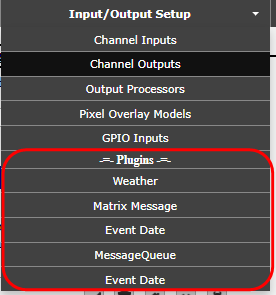 Input/Output Setup
Channel Inputs
Channel Outputs
Output Processors
Pixel Overlay Models
GPIO Inputs
-=- Plugins -=-
Weather
Matrix Message
Event Date
MessageQueue
Event Date